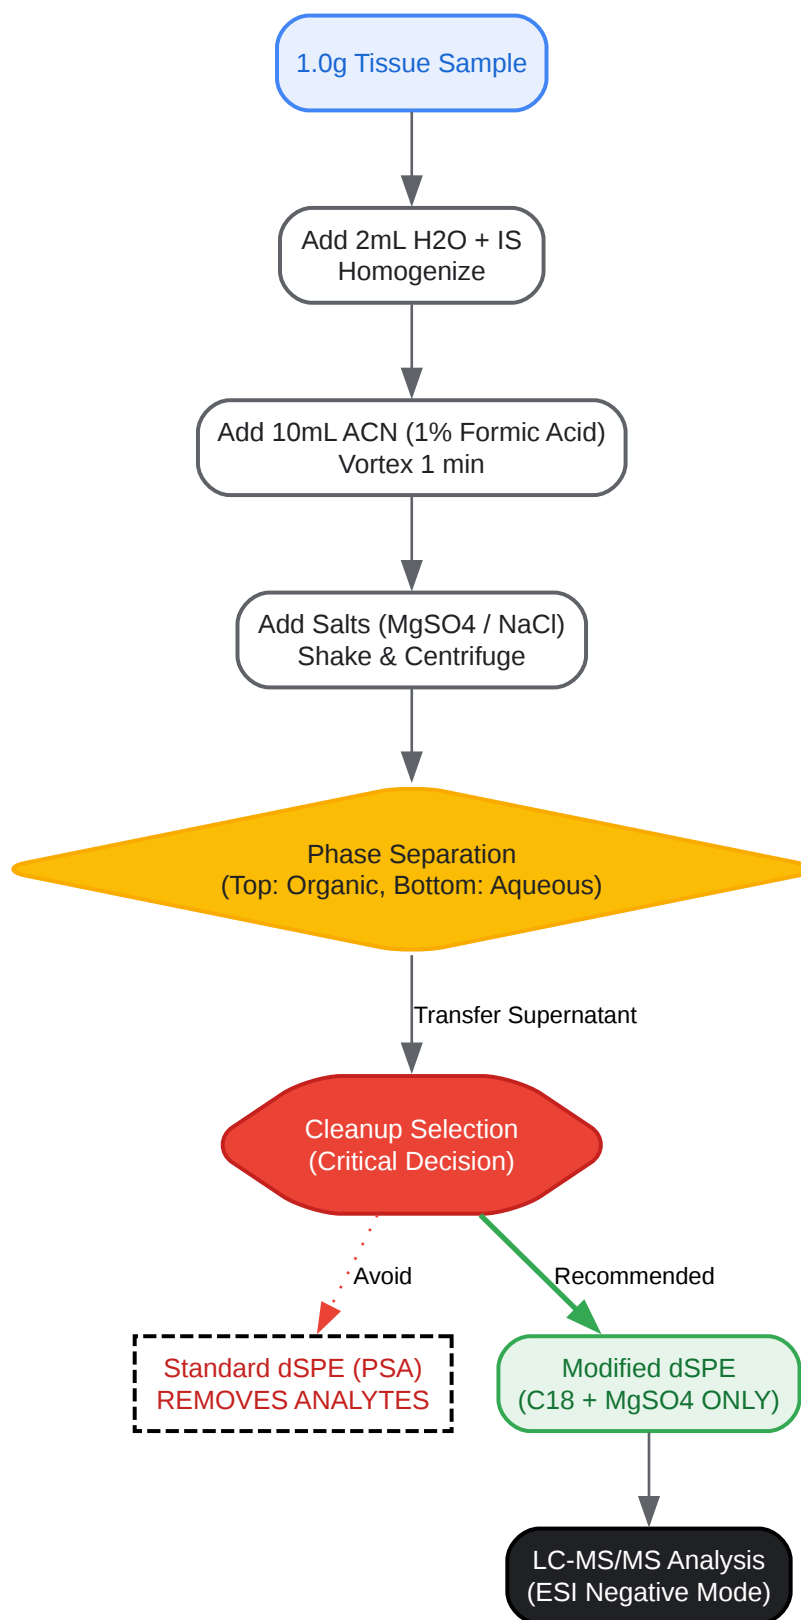 1.0g Tissue Sample
Add 2mL H2O + IS
Homogenize
Add 10mL ACN (1% Formic Acid)
Vortex 1 min
Add Salts (MgSO4 / NaCl)
Shake & Centrifuge
Phase Separation
(Top: Organic, Bottom: Aqueous)
Transfer Supernatant
Cleanup Selection
(Critical Decision)
Avoid
Recommended
Standard dSPE (PSA)
REMOVES ANALYTES
Modified dSPE
(C18 + MgSO4 ONLY)
LC-MS/MS Analysis
(ESI Negative Mode)